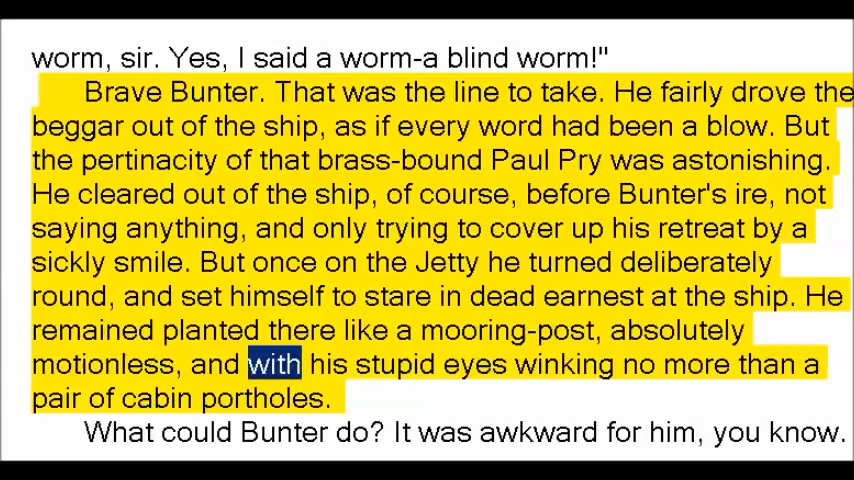 worm, sir. Yes, I said a worm-a blind worm!"
Brave Bunter. That was the line to take. He fairly drove the
beggar out of the ship, as if every word had been a blow. But
the pertinacity of that brass-bound Paul Pry was astonishing.
He cleared out of the ship, of course, before Bunter's ire, not
saying anything, and only trying to cover up his retreat by a
sickly smile. But once on the Jetty he turned deliberately
round, and set himself to stare in dead earnest at the ship. He
remained planted there like a mooring-post, absolutely
motionless, and with his stupid eyes winking no more than a
pair of cabin portholes.
What could Bunter do? It was awkward for him, you know.